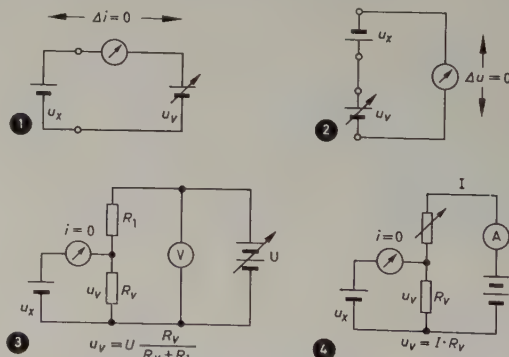 Δi=0
u_x
u_v
1
u_x
u_v
Δu=0
2
R_1
i=0
V
U
u_x
u_v
R_v
3
u_v = U R_v / (R_v + R_1)
I
i=0
A
u_x
u_v
R_v
4
u_v = I · R_v